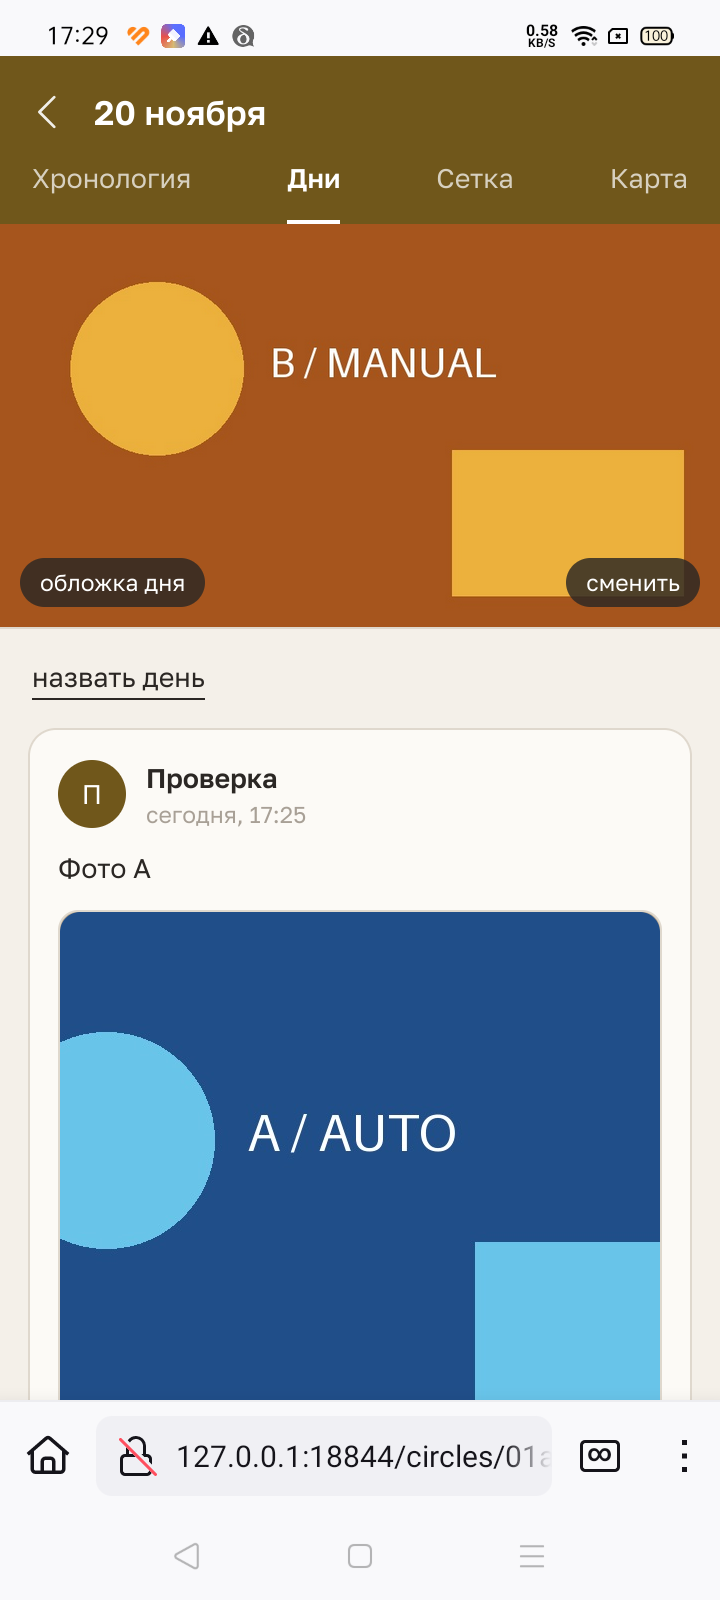 17:29
0.58
KB/S
100
20 ноября
Хронология
Дни
Сетка
Карта
B / MANUAL
обложка дня
сменить
назвать день
П
Проверка
сегодня, 17:25
Фото А
A / AUTO
127.0.0.1:18844/circles/01a